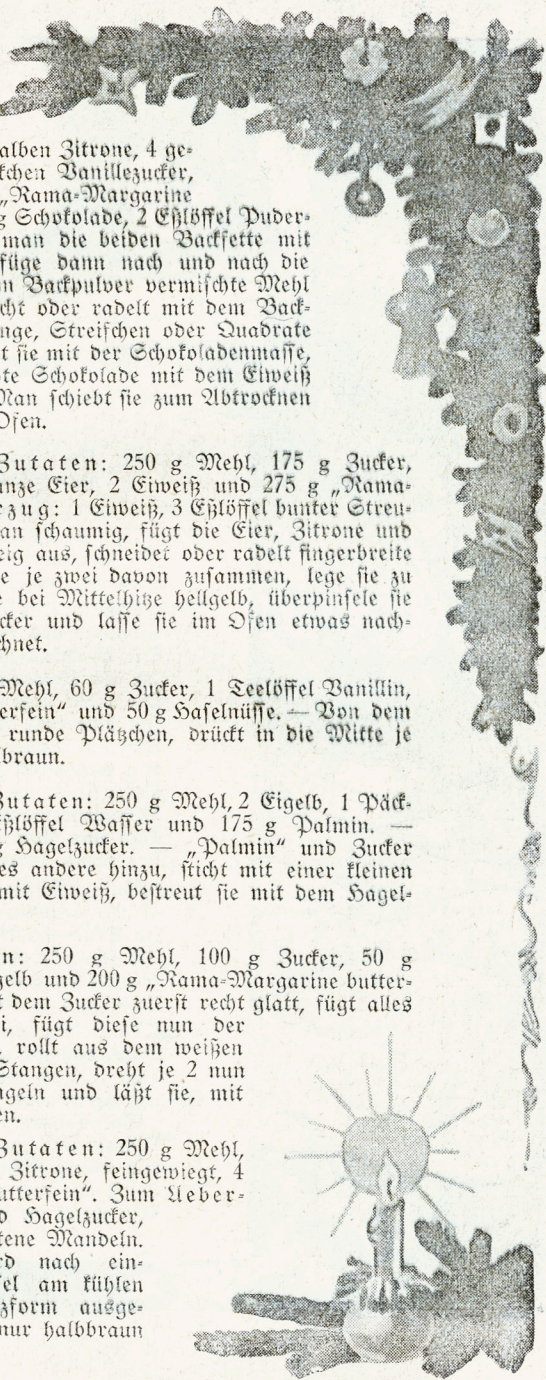 alben Zitrone, 4 ge-
kchen Vanillezucker,
„Rama-Margarine
g Schokolade, 2 Eßlöffel Puder-
man die beiden Backfette mit
füge dann nach und nach die
n Backpulver vermischte Mehl
cht oder radelt mit dem Back-
nge, Streifchen oder Quadrate
t sie mit der Schokoladenmasse,
te Schokolade mit dem Eiweiß
Man schiebt sie zum Abtrocknen
Ofen.
Zutaten: 250 g Mehl, 175 g Zucker,
nze Eier, 2 Eiweiß und 275 g „Rama-
zug: 1 Eiweiß, 3 Eßlöffel bunter Streu-
an schaumig, fügt die Eier, Zitrone und
eig aus, schneidet oder radelt fingerbreite
e je zwei davon zusammen, lege sie zu
e bei Mittelhitze hellgelb, überpinsele sie
cker und lasse sie im Ofen etwas nach-
chnet.
Mehl, 60 g Zucker, 1 Teelöffel Vanillin,
erfein“ und 50 g Haselnüsse. — Von dem
runde Plätzchen, drückt in die Mitte je
lbraun.
Zutaten: 250 g Mehl, 2 Eigelb, 1 Päck-
ßlöffel Wasser und 175 g Palmin. —
g Hagelzucker. — „Palmin“ und Zucker
es andere hinzu, sticht mit einer kleinen
mit Eiweiß, bestreut sie mit dem Hagel-
n: 250 g Mehl, 100 g Zucker, 50 g
gelb und 200 g „Rama-Margarine butter-
t dem Zucker zuerst recht glatt, fügt alles
i, fügt diese nun der
rollt aus dem weißen
Stangen, dreht je 2 nun
ngeln und läßt sie, mit
en.
Zutaten: 250 g Mehl,
Zitrone, feingewiegt, 4
utterfein“. Zum Ueber-
d Hagelzucker,
tene Mandeln.
rd nach ein-
sel am kühlen
zform ausge-
nur halbbraun